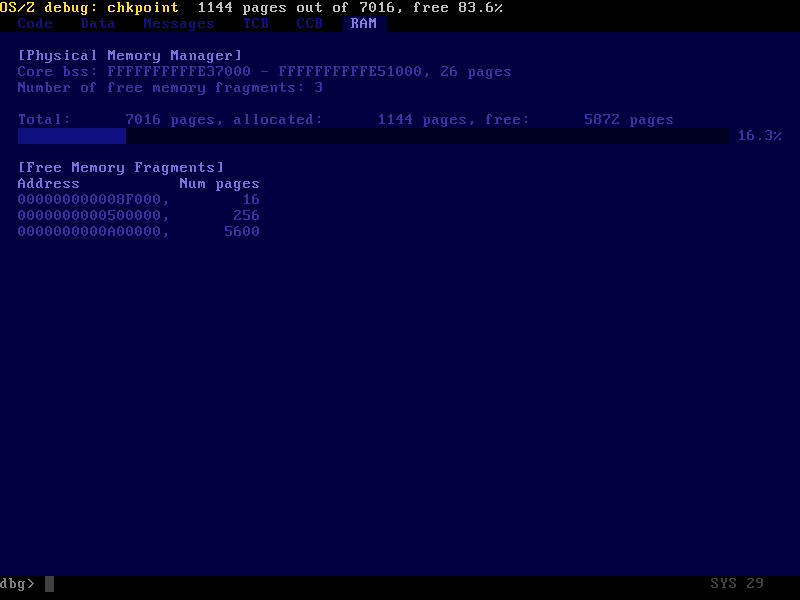 OS/Z debug: chkpoint  1144 pages out of 7016, free 83.6%
Code   Data   Messages   TCB   CCB   RAM
[Physical Memory Manager]
Core bss: FFFFFFFFFFE37000 - FFFFFFFFFFE51000, 26 pages
Number of free memory fragments: 3
Total:      7016 pages, allocated:      1144 pages, free:      5872 pages
16.3%
[Free Memory Fragments]
Address           Num pages
000000000008F000,        16
0000000000500000,       256
0000000000A00000,      5600
dbg>   SYS 29